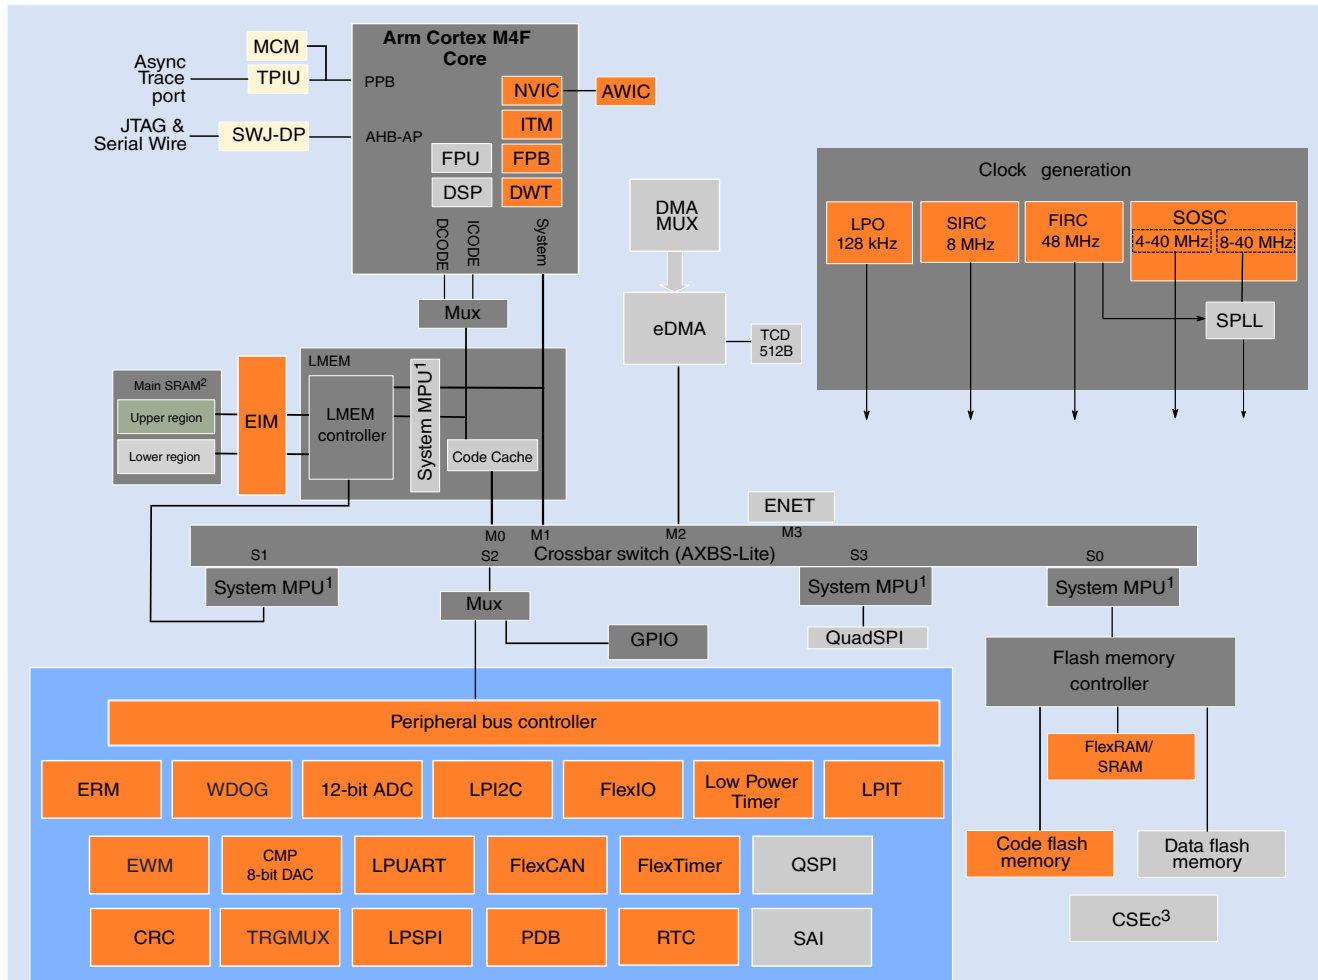 Arm Cortex M4F
Core
MCM
Async
Trace
port
TPIU
PPB
NVIC
AWIC
ITM
JTAG &
Serial Wire
SWJ-DP
AHB-AP
FPU
FPB
DSP
DWT
DCODE
ICODE
System
Mux
DMA
MUX
eDMA
TCD
512B
Clock generation
LPO
128 kHz
SIRC
8 MHz
FIRC
48 MHz
SOSC
4-40 MHz
8-40 MHz
SPLL
LMEM
Main SRAM2
Upper region
Lower region
EIM
LMEM
controller
System MPU1
Code Cache
ENET
M0
M1
M2
M3
Crossbar switch (AXBS-Lite)
S1
S2
S3
S0
System MPU1
Mux
System MPU1
System MPU1
GPIO
QuadSPI
Flash memory
controller
Peripheral bus controller
FlexRAM/
SRAM
ERM
WDOG
12-bit ADC
LPI2C
FlexIO
Low Power
Timer
LPIT
Code flash
memory
Data flash
memory
EWM
CMP
8-bit DAC
LPUART
FlexCAN
FlexTimer
QSPI
CSEc3
CRC
TRGMUX
LPSPI
PDB
RTC
SAI